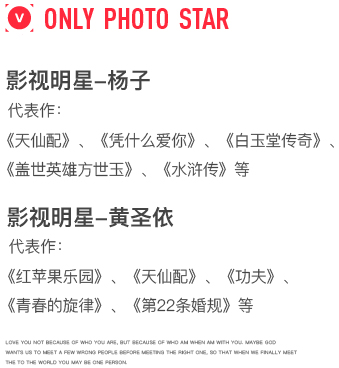 V ONLY PHOTO STAR
影视明星-杨子
代表作:
《天仙配》、《凭什么爱你》、《白玉堂传奇》、
《盖世英雄方世玉》、《水浒传》等
影视明星-黄圣依
代表作:
《红苹果乐园》、《天仙配》、《功夫》、
《青春的旋律》、《第22条婚规》等
LOVE YOU NOT BECAUSE OF WHO YOU ARE, BUT BECAUSE OF WHO AM WHEN AM WITH YOU. MAYBE GOD
WANTS US TO MEET A FEW WRONG PEOPLE BEFORE MEETING THE RIGHT ONE, SO THAT WHEN WE FINALLY MEET
THE TO THE WORLD YOU MAY BE ONE PERSON.